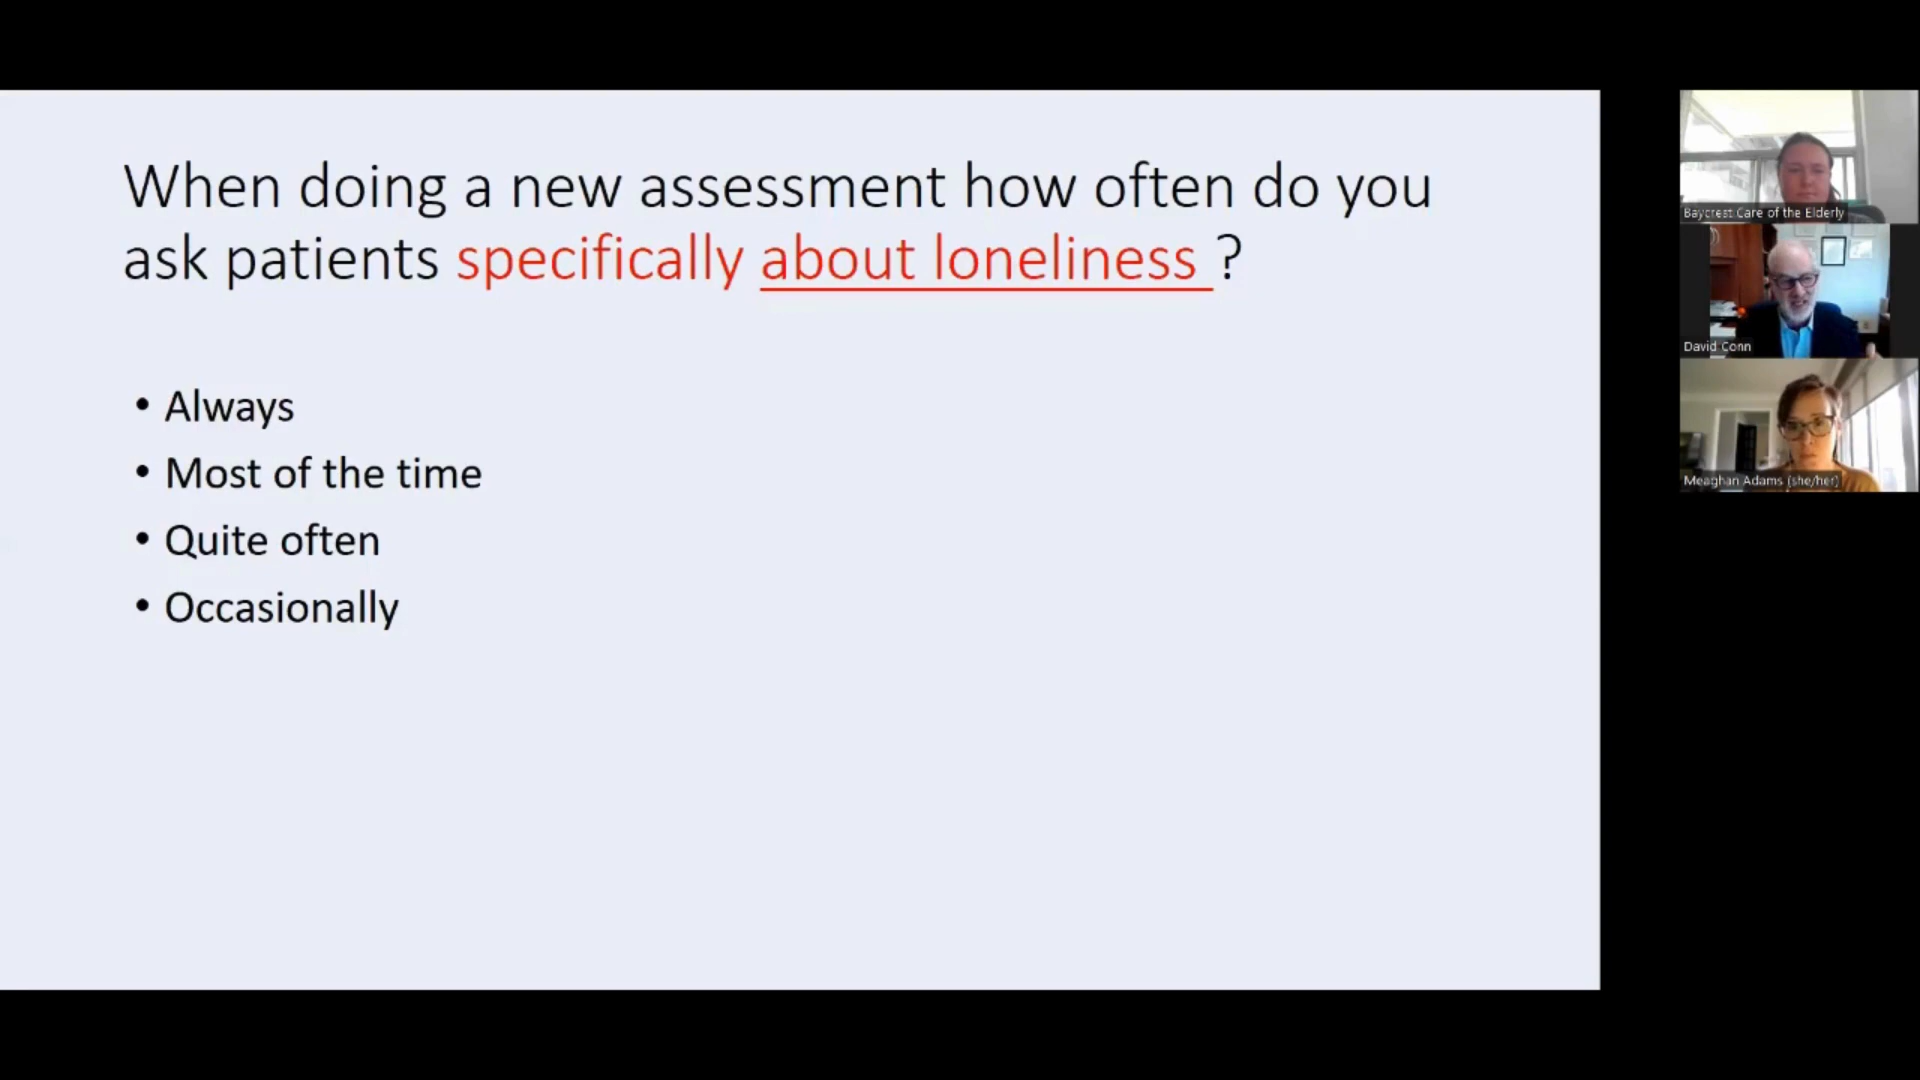 When doing a new assessment how often do you
ask patients specifically about loneliness ?
• Always
• Most of the time
• Quite often
• Occasionally
Baycrest Care of the Elderly
David Conn
Meaghan Adams (she/her)